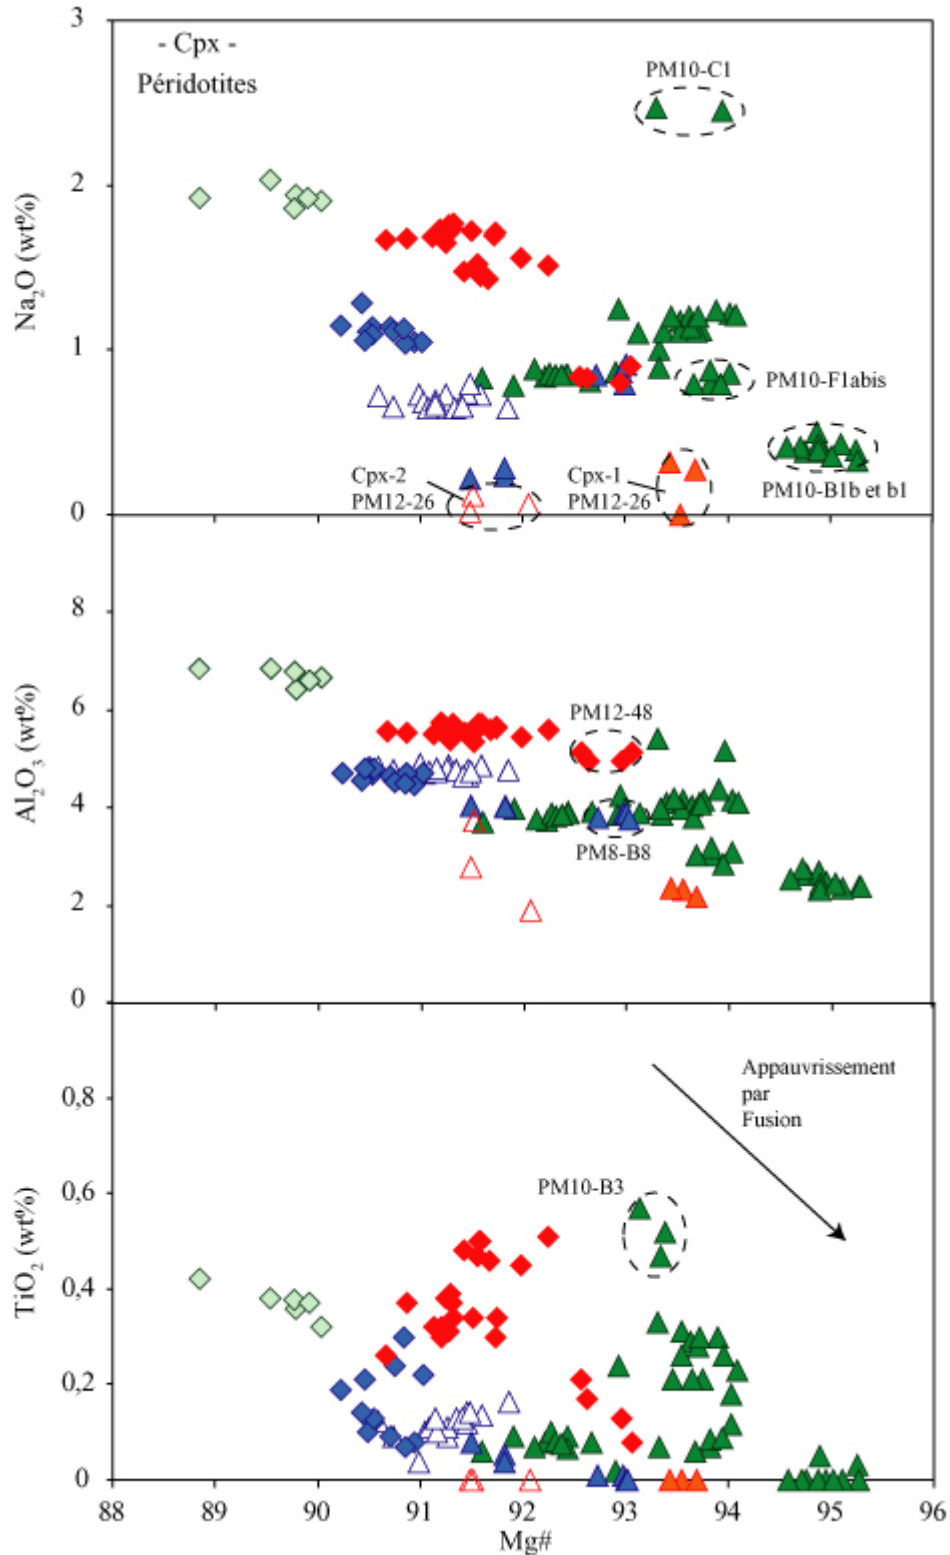 3
- Cpx -
Péridotites
PM10-C1
2
Na2O (wt%)
1
PM10-F1abis
Cpx-2
PM12-26
Cpx-1
PM12-26
PM10-B1b et b1
0
8
6
PM12-48
Al2O3 (wt%)
4
PM8-B8
2
0
Appauvrissement
par
Fusion
0,8
0,6
PM10-B3
TiO2 (wt%)
0,4
0,2
0
88 89 90 91 92 93 94 95 96
Mg#